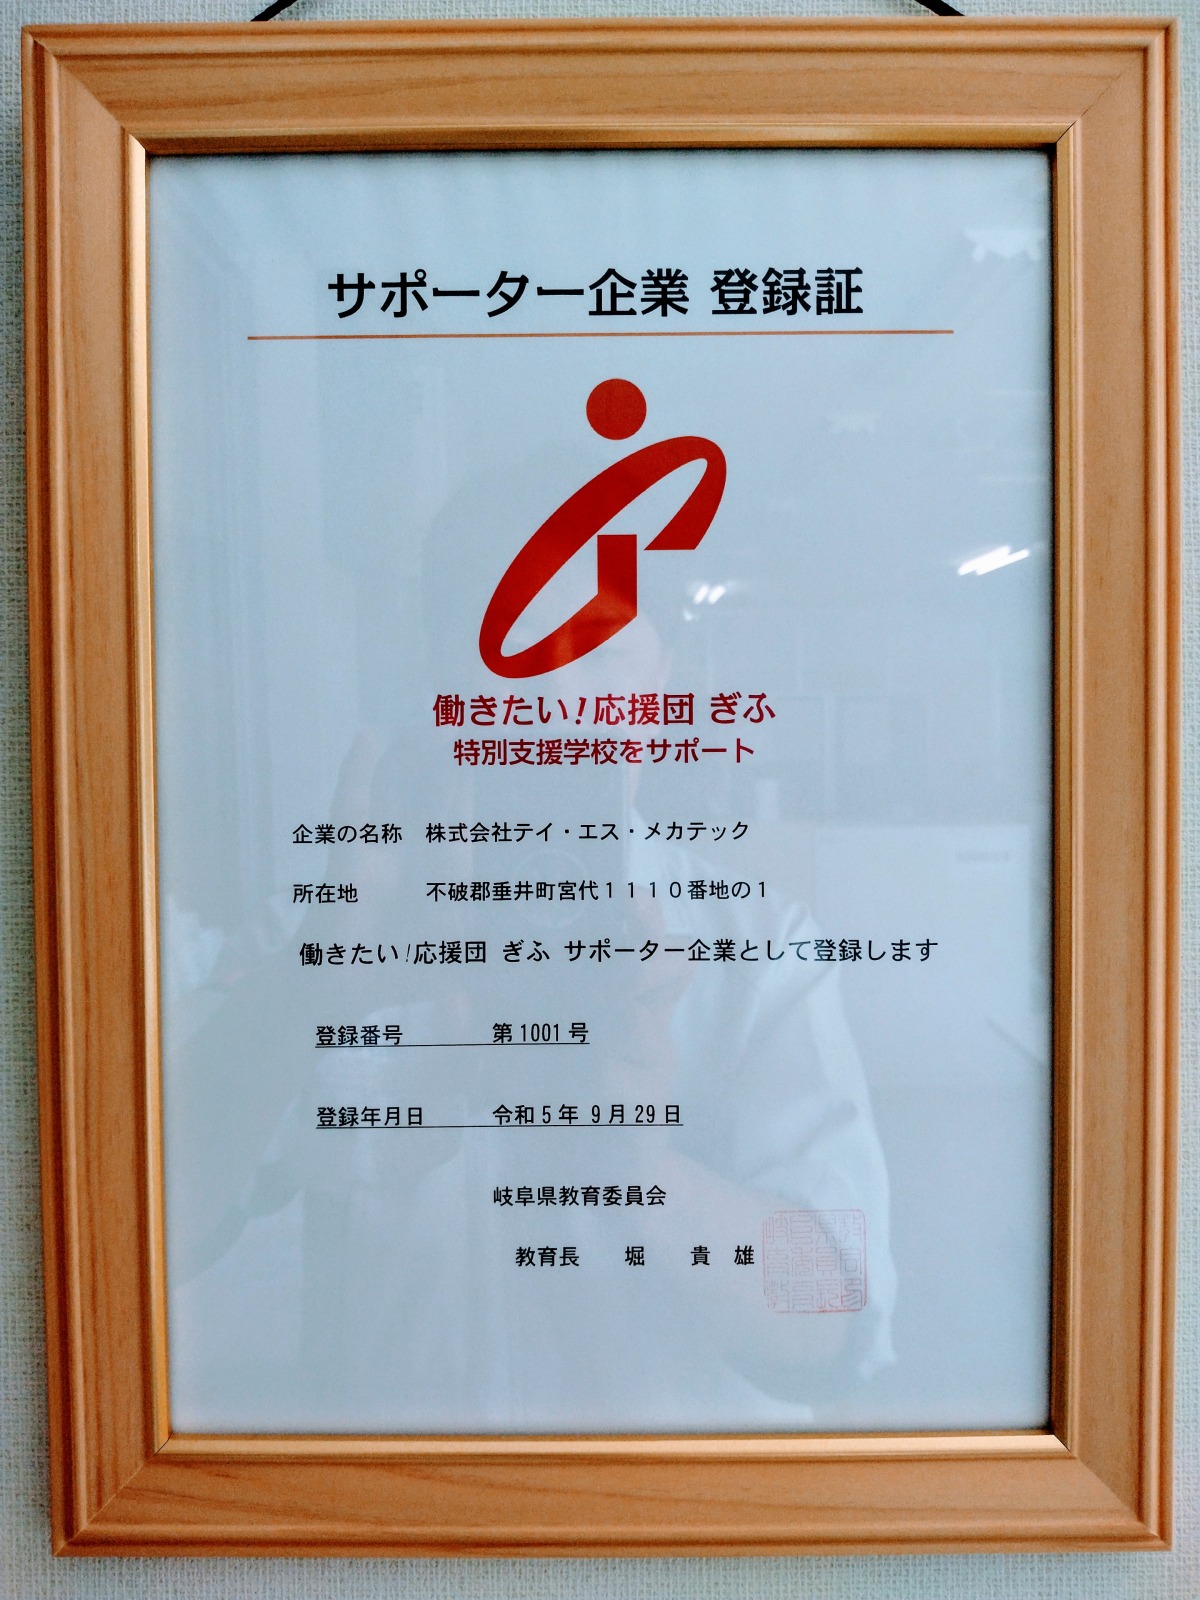 サポーター企業 登録証
働きたい!応援団 ぎふ
特別支援学校をサポート
企業の名称　株式会社テイ・エス・メカテック
所在地　不破郡垂井町宮代１１１０番地の１
働きたい!応援団 ぎふ サポーター企業として登録します
登録番号　第1001号
登録年月日　令和5年 9月29日
岐阜県教育委員会
教育長　堀　貴　雄